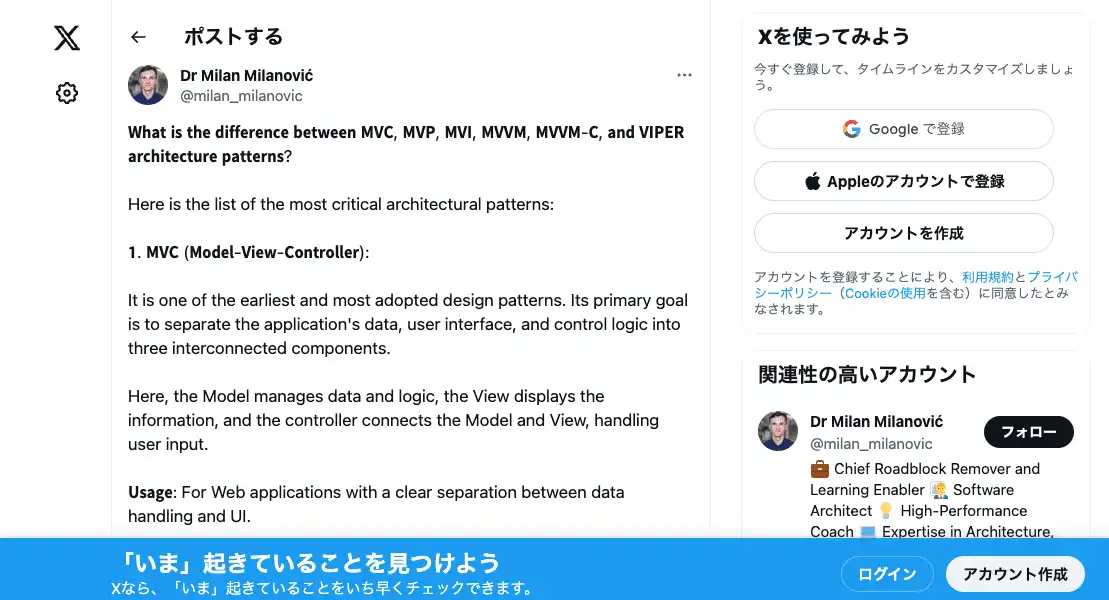 ポストする
Dr Milan Milanović
@milan_milanovic
What is the difference between MVC, MVP, MVI, MVVM, MVVM-C, and VIPER
architecture patterns?
Here is the list of the most critical architectural patterns:
1. MVC (Model-View-Controller):
It is one of the earliest and most adopted design patterns. Its primary goal
is to separate the application's data, user interface, and control logic into
three interconnected components.
Here, the Model manages data and logic, the View displays the
information, and the controller connects the Model and View, handling
user input.
Usage: For Web applications with a clear separation between data
handling and UI.
Xを使ってみよう
今すぐ登録して、タイムラインをカスタマイズしましょ
う。
Google で登録
Appleのアカウントで登録
アカウントを作成
アカウントを登録することにより、利用規約とプライバ
シーポリシー（Cookieの使用を含む）に同意したとみ
なされます。
関連性の高いアカウント
Dr Milan Milanović
@milan_milanovic
フォロー
Chief Roadblock Remover and
Learning Enabler Software
Architect High-Performance
Coach Expertise in Architecture,
「いま」起きていることを見つけよう
Xなら、「いま」起きていることをいち早くチェックできます。
ログイン
アカウント作成